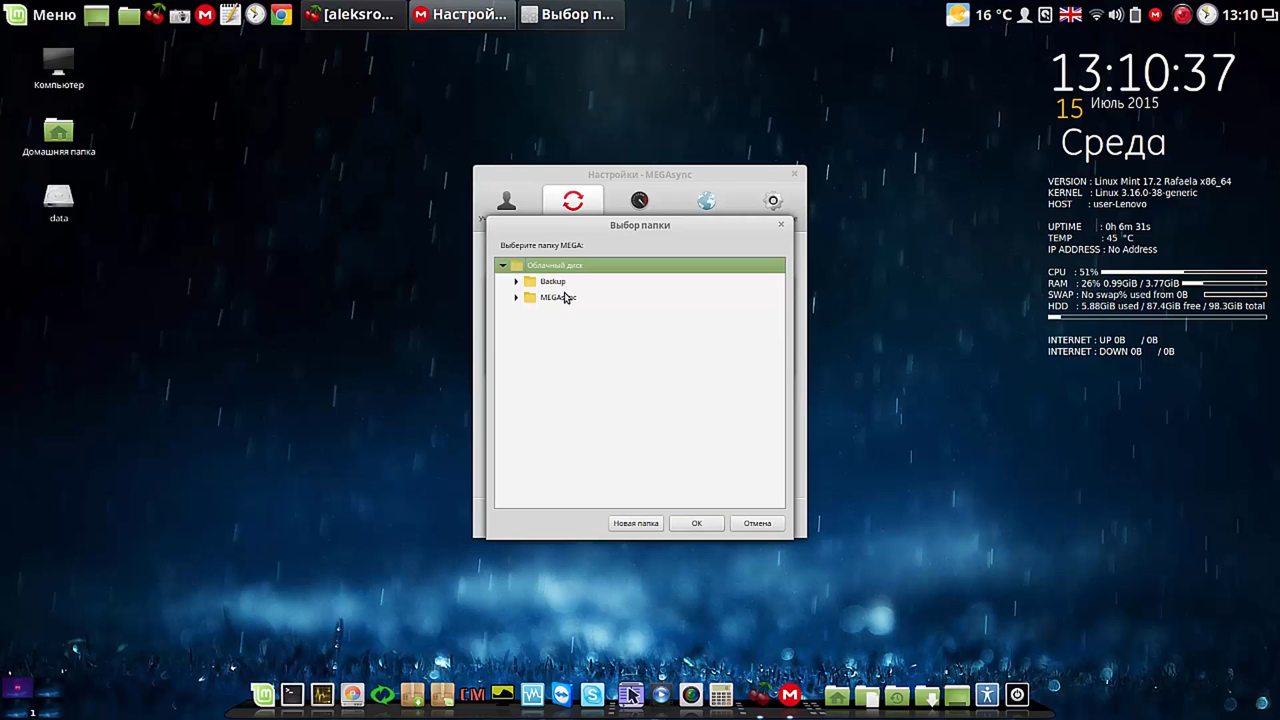 Меню
[aleksro...
Настрой...
Выбор п...
16 °C
13:10
Компьютер
Домашняя папка
data
13:10:37
15 Июль 2015
Среда
VERSION : Linux Mint 17.2 Rafaela x86_64
KERNEL : Linux 3.16.0-38-generic
HOST : user-Lenovo
UPTIME : 0h 6m 31s
TEMP : 45 °C
IP ADDRESS : No Address
CPU : 51%
RAM : 26% 0.99GiB / 3.77GiB
SWAP : No swap% used from 0B
HDD : 5.88GiB used / 87.4GiB free / 98.3GiB total
INTERNET : UP 0B / 0B
INTERNET : DOWN 0B / 0B
Настройки - MEGAsync
Выбор папки
Выберите папку MEGA:
Облачный диск
Backup
MEGAsync
Новая папка
ОК
Отмена
1